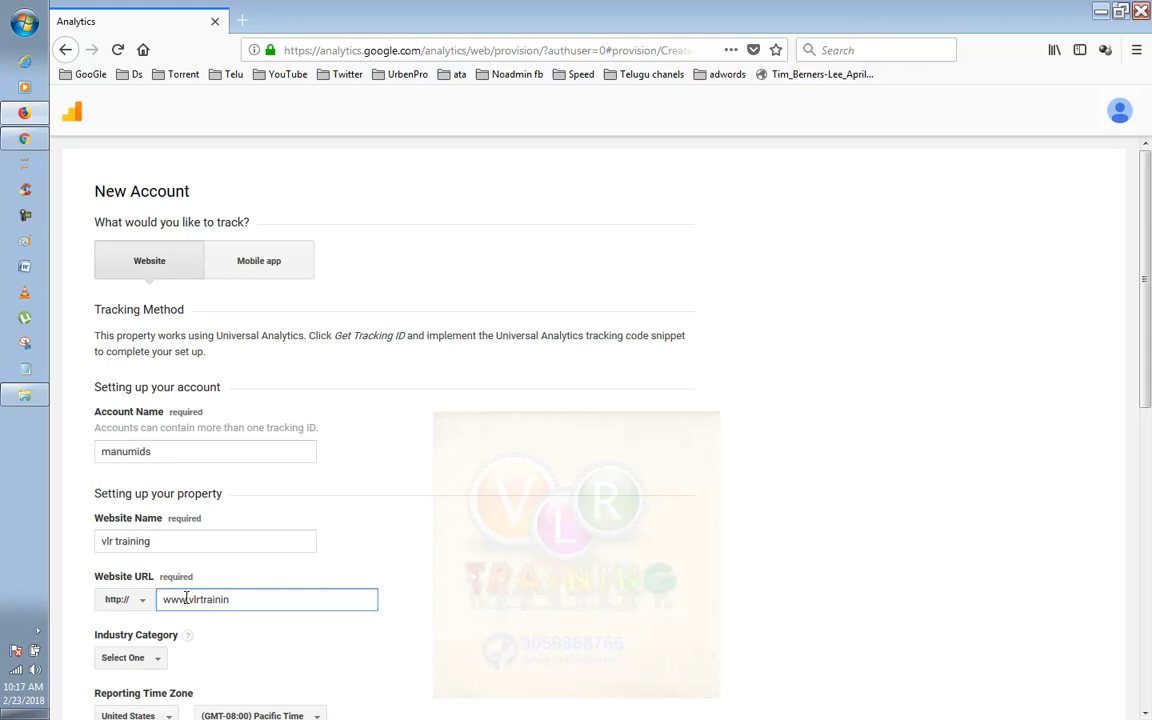 Analytics
https://analytics.google.com/analytics/web/provision/?authuser=0#provision/Create
Search
GooGle
Ds
Torrent
Telu
YouTube
Twitter
UrbenPro
ata
Noadmin fb
Speed
Telugu chanels
adwords
Tim_Berners-Lee_April...
New Account
What would you like to track?
Website
Mobile app
Tracking Method
This property works using Universal Analytics. Click Get Tracking ID and implement the Universal Analytics tracking code snippet
to complete your set up.
Setting up your account
Account Name required
Accounts can contain more than one tracking ID.
manumids
Setting up your property
Website Name required
vlr training
Website URL required
http://
www.vlrtrainin
Industry Category
Select One
Reporting Time Zone
United States
(GMT-08:00) Pacific Time
VLR
TRAINING
9059868766
10:17 AM
2/23/2018